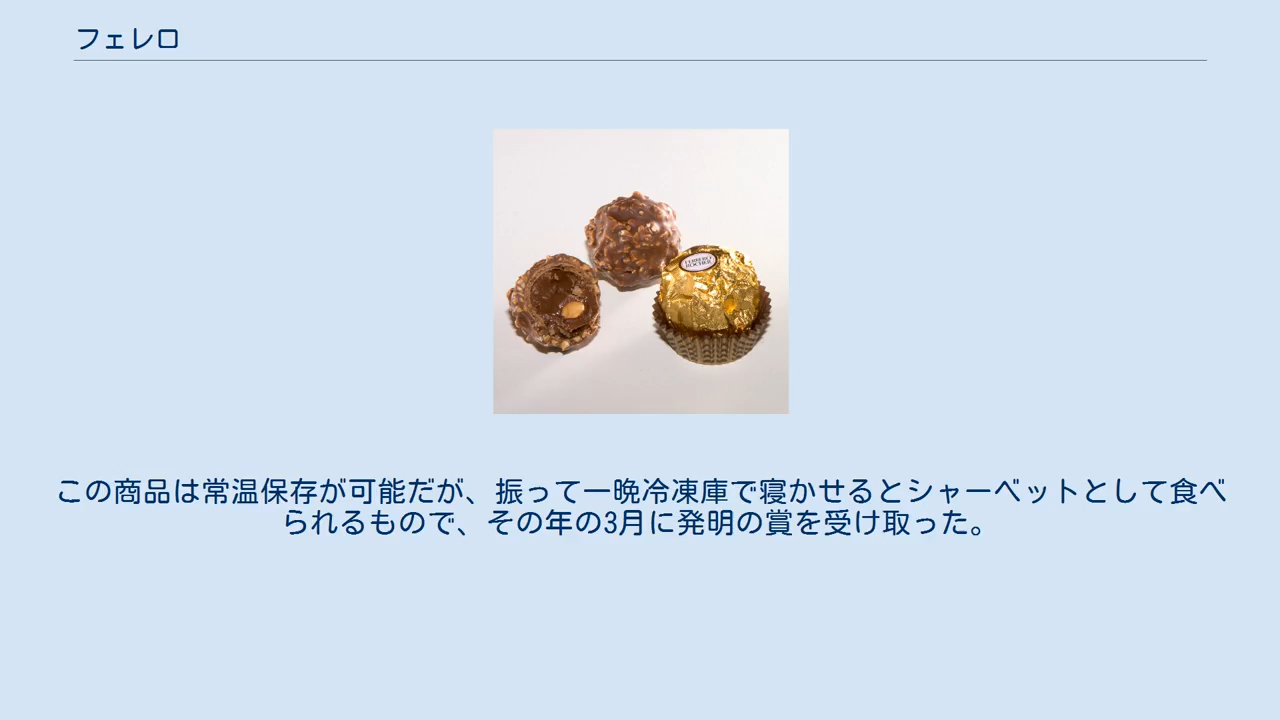 フェレロ
FERRERO
ROCHER
この商品は常温保存が可能だが、振って一晩冷凍庫で寝かせるとシャーベットとして食べ
られるもので、その年の3月に発明の賞を受け取った。